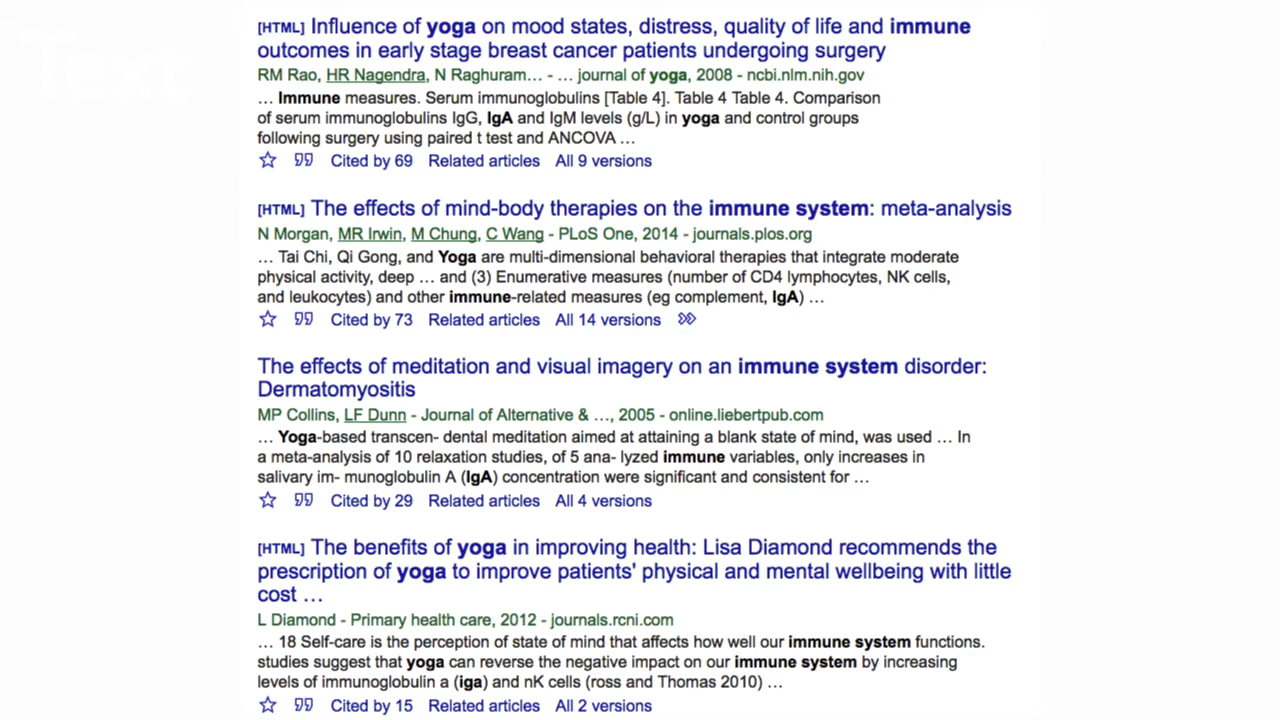 Text
[HTML] Influence of yoga on mood states, distress, quality of life and immune
outcomes in early stage breast cancer patients undergoing surgery
RM Rao, HR Nagendra, N Raghuram… - … journal of yoga, 2008 - ncbi.nlm.nih.gov
… Immune measures. Serum immunoglobulins [Table 4]. Table 4 Table 4. Comparison
of serum immunoglobulins IgG, IgA and IgM levels (g/L) in yoga and control groups
following surgery using paired t test and ANCOVA …
Cited by 69 Related articles All 9 versions
[HTML] The effects of mind-body therapies on the immune system: meta-analysis
N Morgan, MR Irwin, M Chung, C Wang - PLoS One, 2014 - journals.plos.org
… Tai Chi, Qi Gong, and Yoga are multi-dimensional behavioral therapies that integrate moderate
physical activity, deep … and (3) Enumerative measures (number of CD4 lymphocytes, NK cells,
and leukocytes) and other immune-related measures (eg complement, IgA) …
Cited by 73 Related articles All 14 versions
The effects of meditation and visual imagery on an immune system disorder:
Dermatomyositis
MP Collins, LF Dunn - Journal of Alternative & …, 2005 - online.liebertpub.com
… Yoga-based transcen- dental meditation aimed at attaining a blank state of mind, was used … In
a meta-analysis of 10 relaxation studies, of 5 ana- lyzed immune variables, only increases in
salivary im- munoglobulin A (IgA) concentration were significant and consistent for …
Cited by 29 Related articles All 4 versions
[HTML] The benefits of yoga in improving health: Lisa Diamond recommends the
prescription of yoga to improve patients' physical and mental wellbeing with little
cost …
L Diamond - Primary health care, 2012 - journals.rcni.com
… 18 Self-care is the perception of state of mind that affects how well our immune system functions.
studies suggest that yoga can reverse the negative impact on our immune system by increasing
levels of immunoglobulin a (iga) and nK cells (ross and Thomas 2010) …
Cited by 15 Related articles All 2 versions